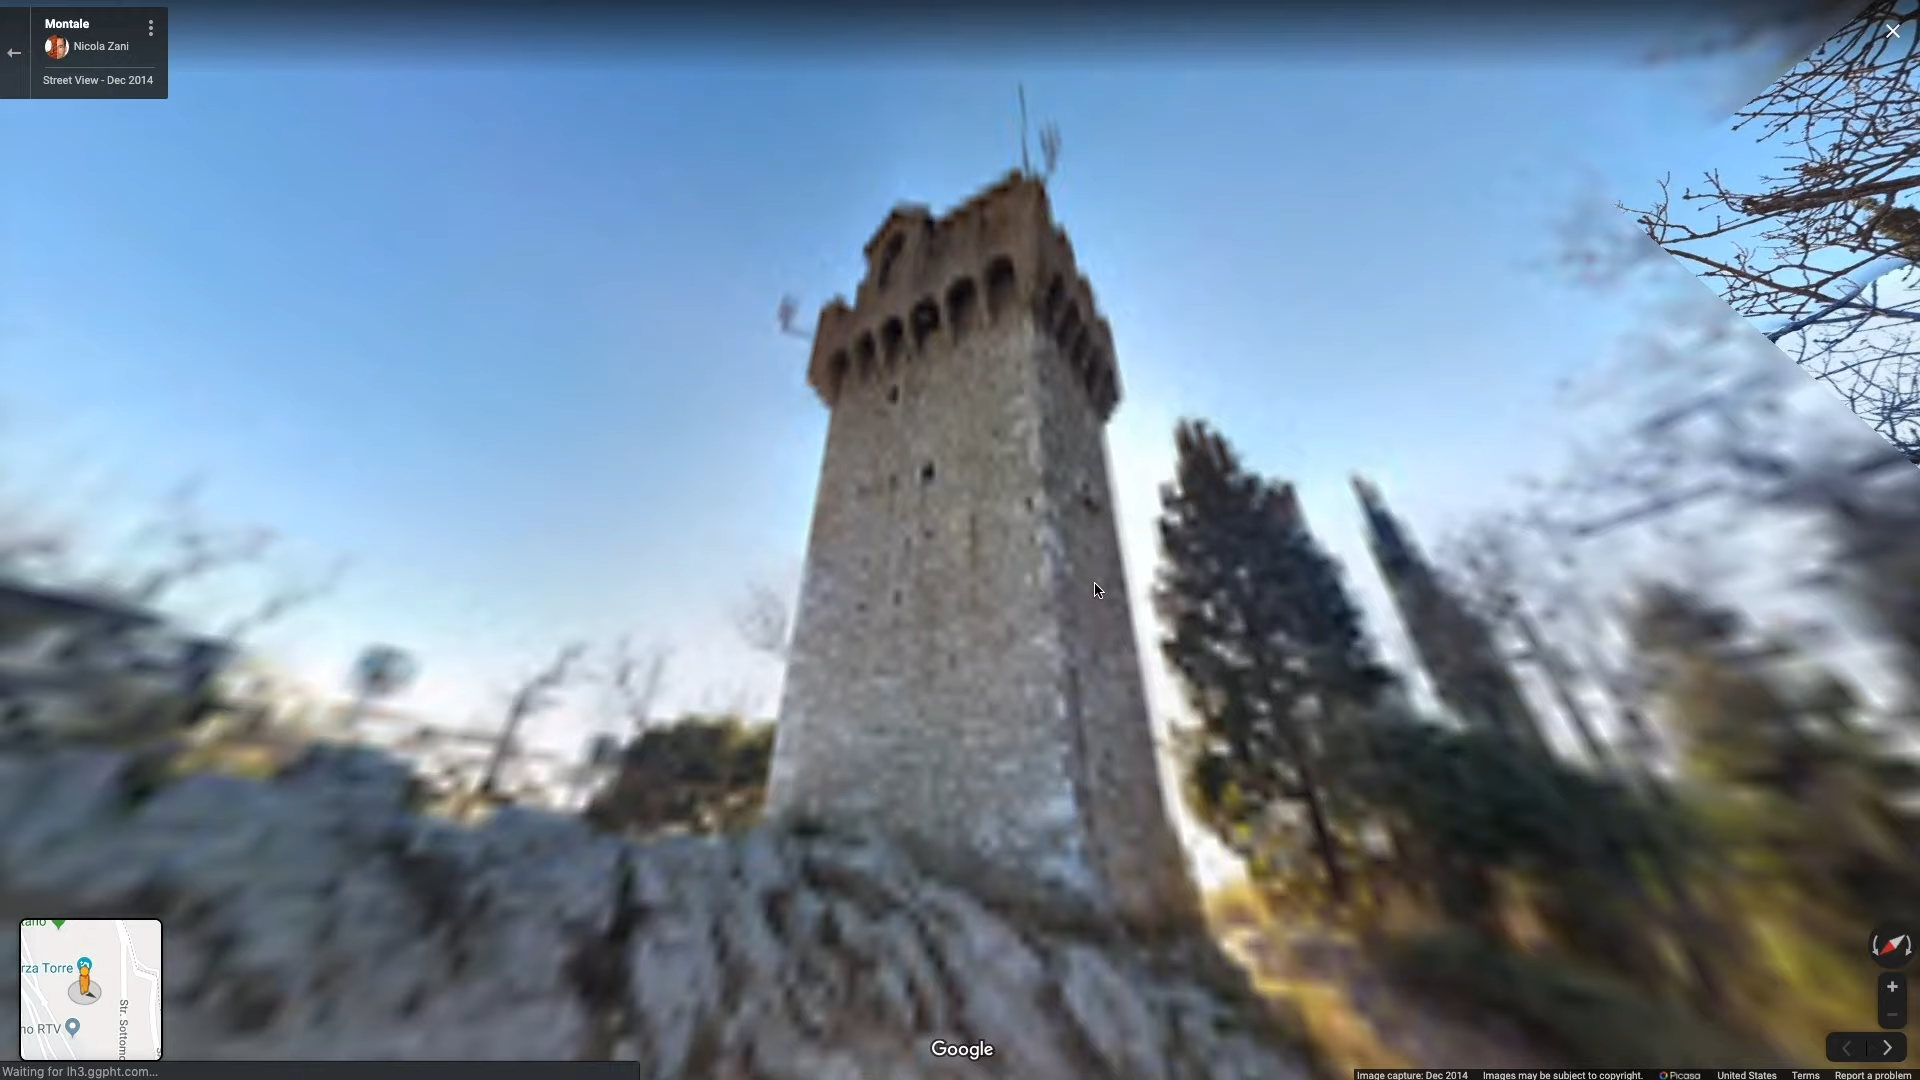 Montale
Nicola Zani
Street View - Dec 2014
ano
rza Torre
no RTV
Str. Sottomo
Google
Waiting for lh3.ggpht.com...
Image capture: Dec 2014 Images may be subject to copyright. Picasa United States Terms Report a problem